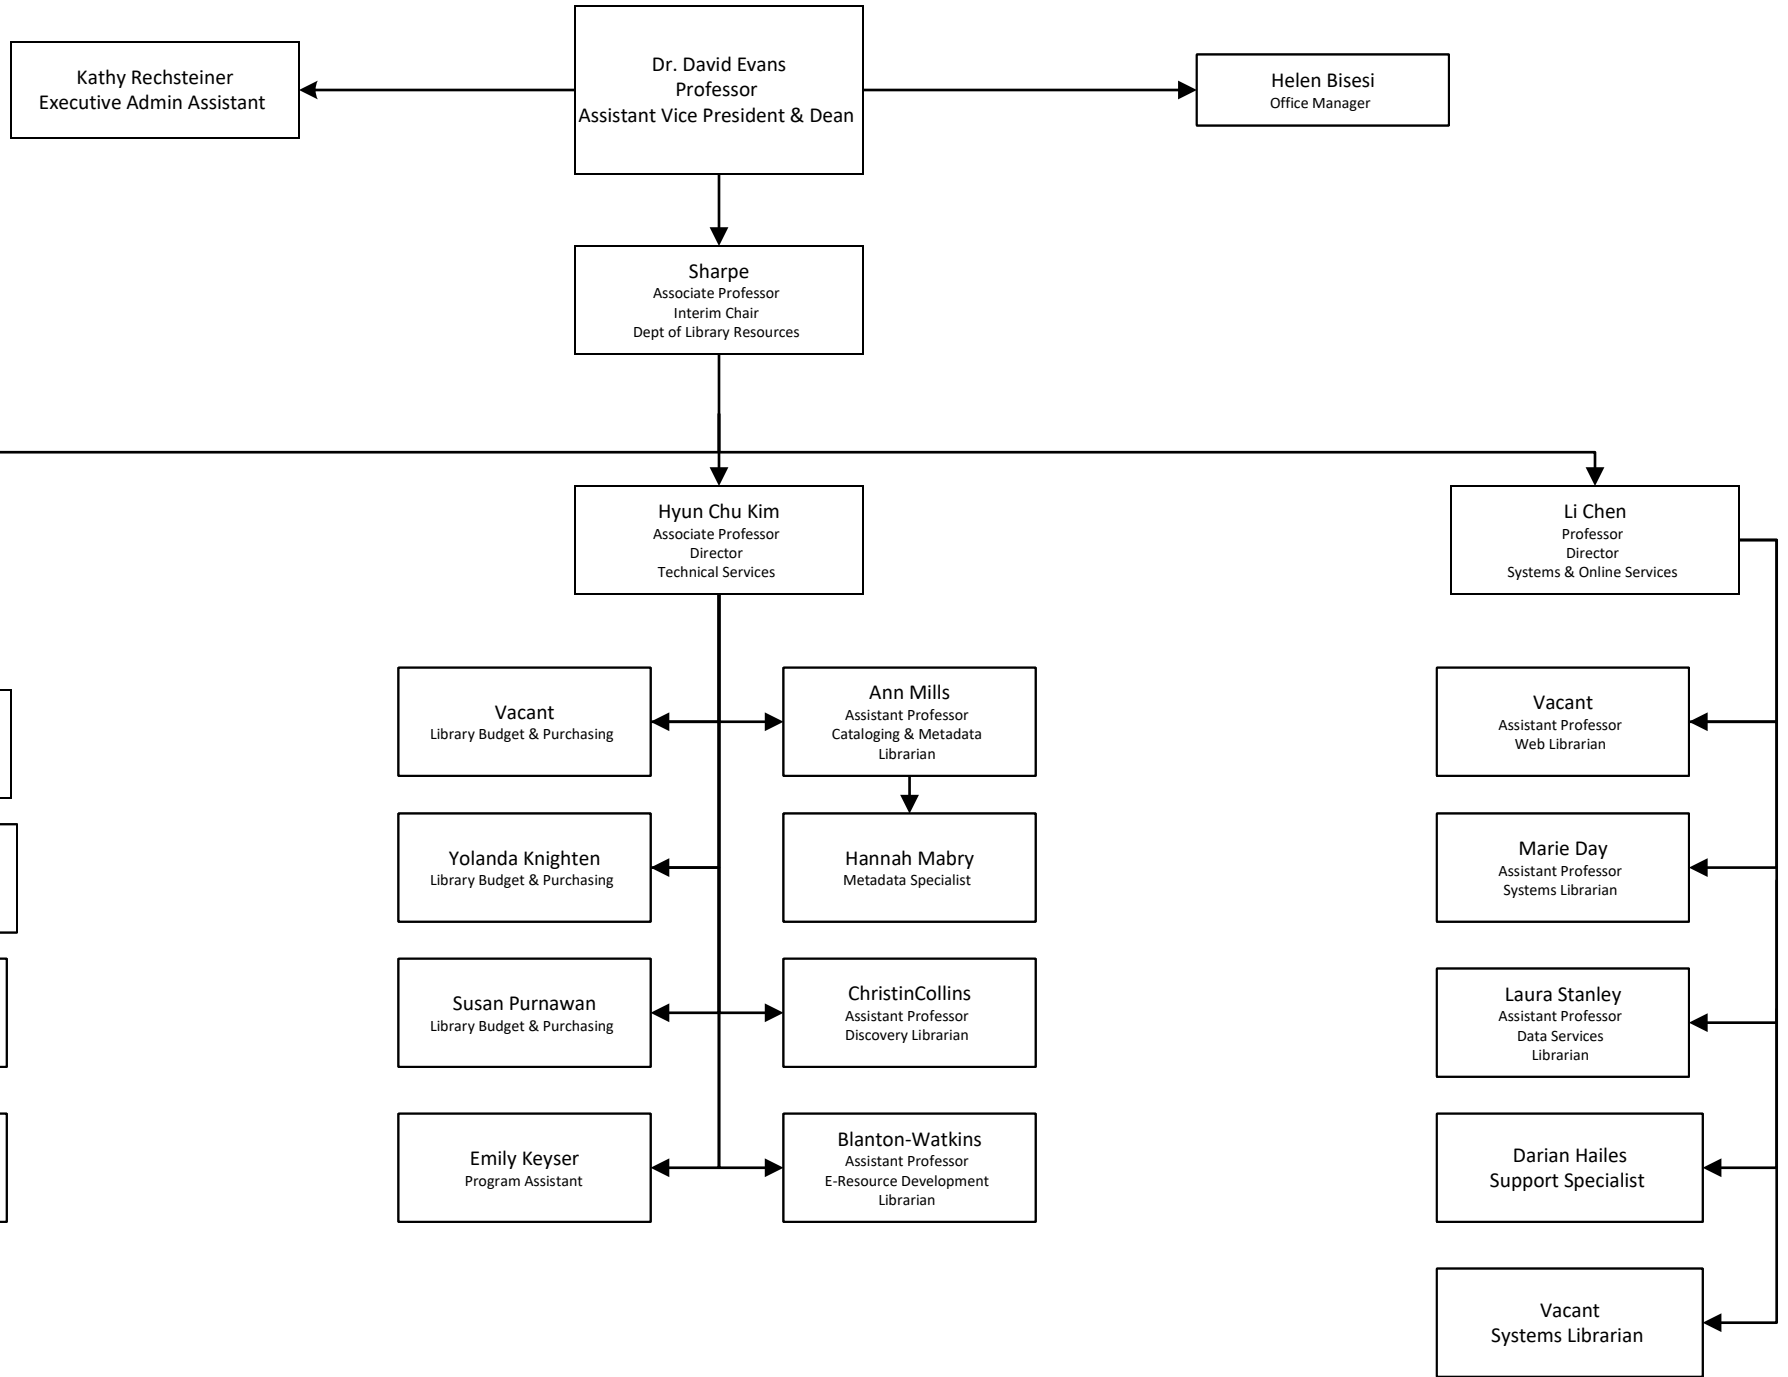 Kathy Rechsteiner
Executive Admin Assistant
Dr. David Evans
Professor
Assistant Vice President & Dean
Helen Bisesi
Office Manager
Sharpe
Associate Professor
Interim Chair
Dept of Library Resources
Hyun Chu Kim
Associate Professor
Director
Technical Services
Li Chen
Professor
Director
Systems & Online Services
Vacant
Library Budget & Purchasing
Ann Mills
Assistant Professor
Cataloging & Metadata
Librarian
Vacant
Assistant Professor
Web Librarian
Yolanda Knighten
Library Budget & Purchasing
Hannah Mabry
Metadata Specialist
Marie Day
Assistant Professor
Systems Librarian
Susan Purnawan
Library Budget & Purchasing
ChristinCollins
Assistant Professor
Discovery Librarian
Laura Stanley
Assistant Professor
Data Services
Librarian
Emily Keyser
Program Assistant
Blanton-Watkins
Assistant Professor
E-Resource Development
Librarian
Darian Hailes
Support Specialist
Vacant
Systems Librarian